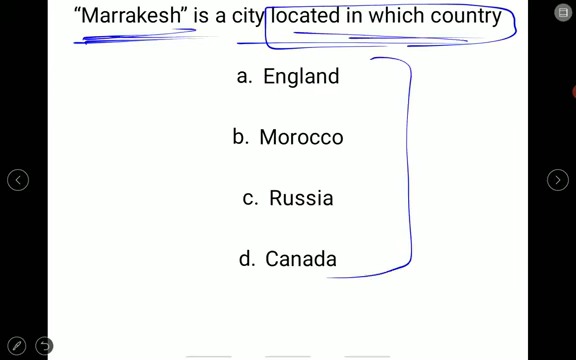 “Marrakesh” is a city located in which country
a. England
b. Morocco
c. Russia
d. Canada